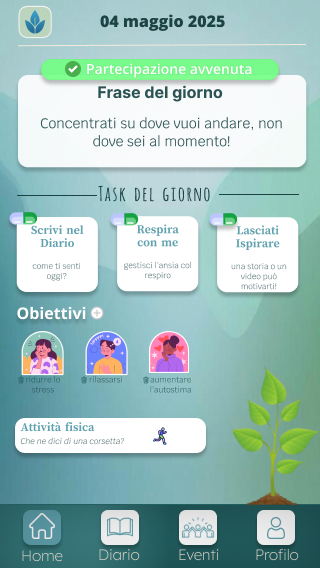 04 maggio 2025
Partecipazione avvenuta
Frase del giorno
Concentrati su dove vuoi andare, non
dove sei al momento!
Task del giorno
Scrivi nel
Diario
come ti senti
oggi?
Respira
con me
gestisci l'ansia col
respiro
Lasciati
Ispirare
una storia o un
video può
motivarti!
Obiettivi
ridurre lo
stress
rilassarsi
aumentare
l'autostima
Attività fisica
Che ne dici di una corsetta?
Home
Diario
Eventi
Profilo